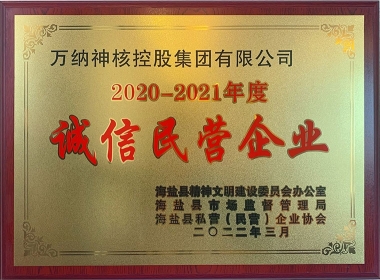 万纳神核控股集团有限公司
2020-2021年度
诚信民营企业
海盐县精神文明建设委员会办公室
海盐县市场监督管理局
海盐县私营(民营)企业协会
二〇二二年三月